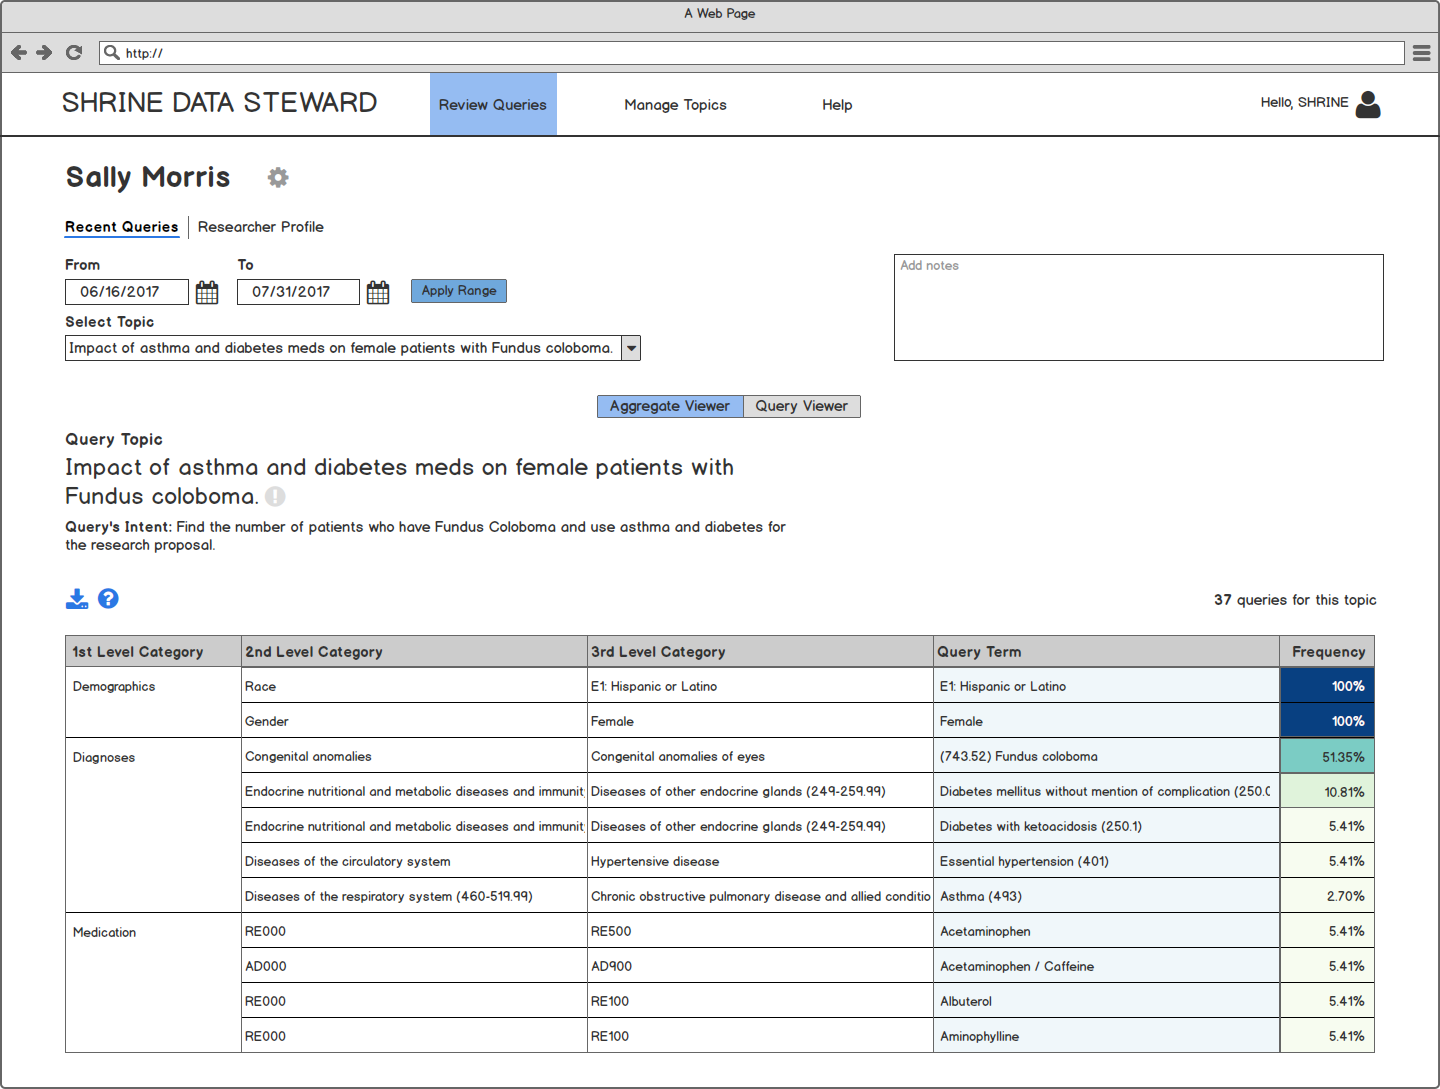 A Web Page
http://
SHRINE DATA STEWARD
Review Queries
Manage Topics
Help
Hello, SHRINE
Sally Morris
Recent Queries
Researcher Profile
From
To
06/16/2017
07/31/2017
Apply Range
Add notes
Select Topic
Impact of asthma and diabetes meds on female patients with Fundus coloboma.
Aggregate Viewer
Query Viewer
Query Topic
Impact of asthma and diabetes meds on female patients with
Fundus coloboma.
Query's Intent: Find the number of patients who have Fundus Coloboma and use asthma and diabetes for
the research proposal.
37 queries for this topic
1st Level Category 2nd Level Category 3rd Level Category Query Term Frequency
Demographics Race E1: Hispanic or Latino E1: Hispanic or Latino 100%
Gender Female Female 100%
Diagnoses Congenital anomalies Congenital anomalies of eyes (743.52) Fundus coloboma 51.35%
Endocrine nutritional and metabolic diseases and immunit Diseases of other endocrine glands (249-259.99) Diabetes mellitus without mention of complication (250.0 10.81%
Endocrine nutritional and metabolic diseases and immunit Diseases of other endocrine glands (249-259.99) Diabetes with ketoacidosis (250.1) 5.41%
Diseases of the circulatory system Hypertensive disease Essential hypertension (401) 5.41%
Diseases of the respiratory system (460-519.99) Chronic obstructive pulmonary disease and allied conditio Asthma (493) 2.70%
Medication RE000 RE500 Acetaminophen 5.41%
AD000 AD900 Acetaminophen / Caffeine 5.41%
RE000 RE100 Albuterol 5.41%
RE000 RE100 Aminophylline 5.41%